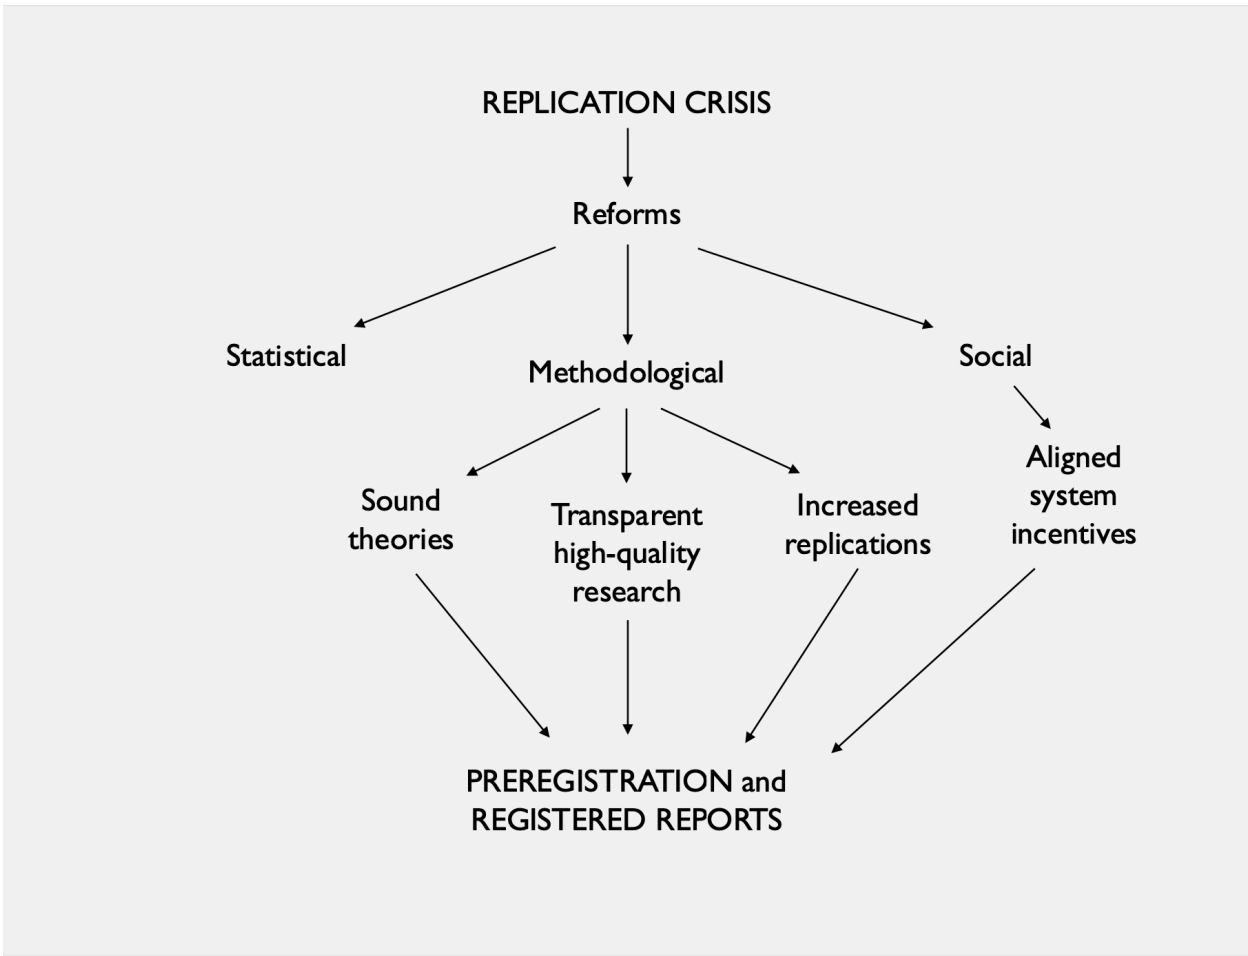 REPLICATION CRISIS
Reforms
Statistical
Methodological
Social
Sound
theories
Transparent
high-quality
research
Increased
replications
Aligned
system
incentives
PREREGISTRATION and
REGISTERED REPORTS